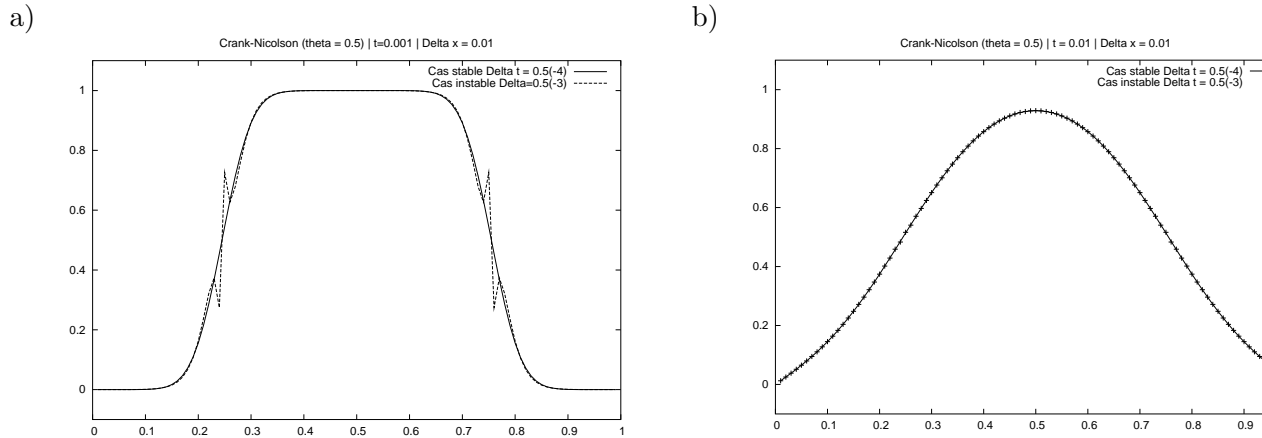 a)
Crank-Nicolson (theta = 0.5) | t=0.001 | Delta x = 0.01
Cas stable Delta t = 0.5(-4)
Cas instable Delta=0.5(-3)
1
0.8
0.6
0.4
0.2
0
0 0.1 0.2 0.3 0.4 0.5 0.6 0.7 0.8 0.9 1
b)
Crank-Nicolson (theta = 0.5) | t = 0.01 | Delta x = 0.01
Cas stable Delta t = 0.5(-4)
Cas instable Delta t = 0.5(-3)
1
0.8
0.6
0.4
0.2
0
0 0.1 0.2 0.3 0.4 0.5 0.6 0.7 0.8 0.9